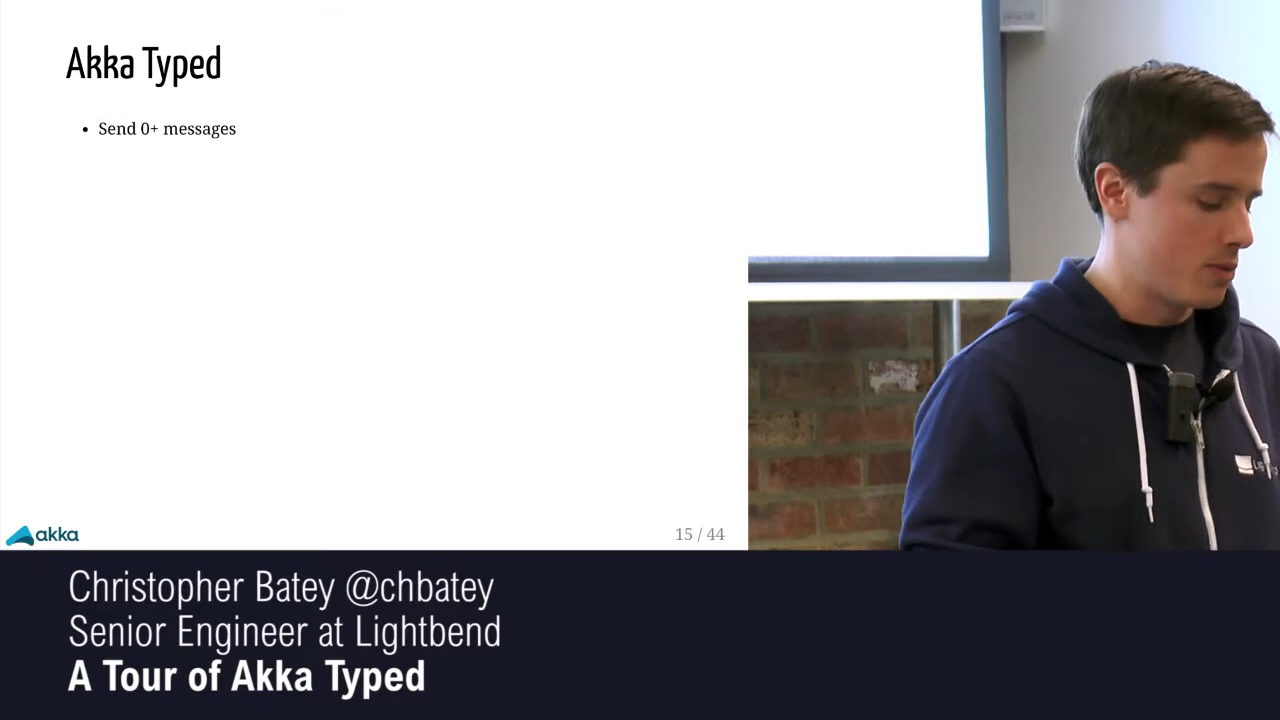 Akka Typed
• Send 0+ messages
akka
15 / 44
Christopher Batey @chbatey
Senior Engineer at Lightbend
A Tour of Akka Typed